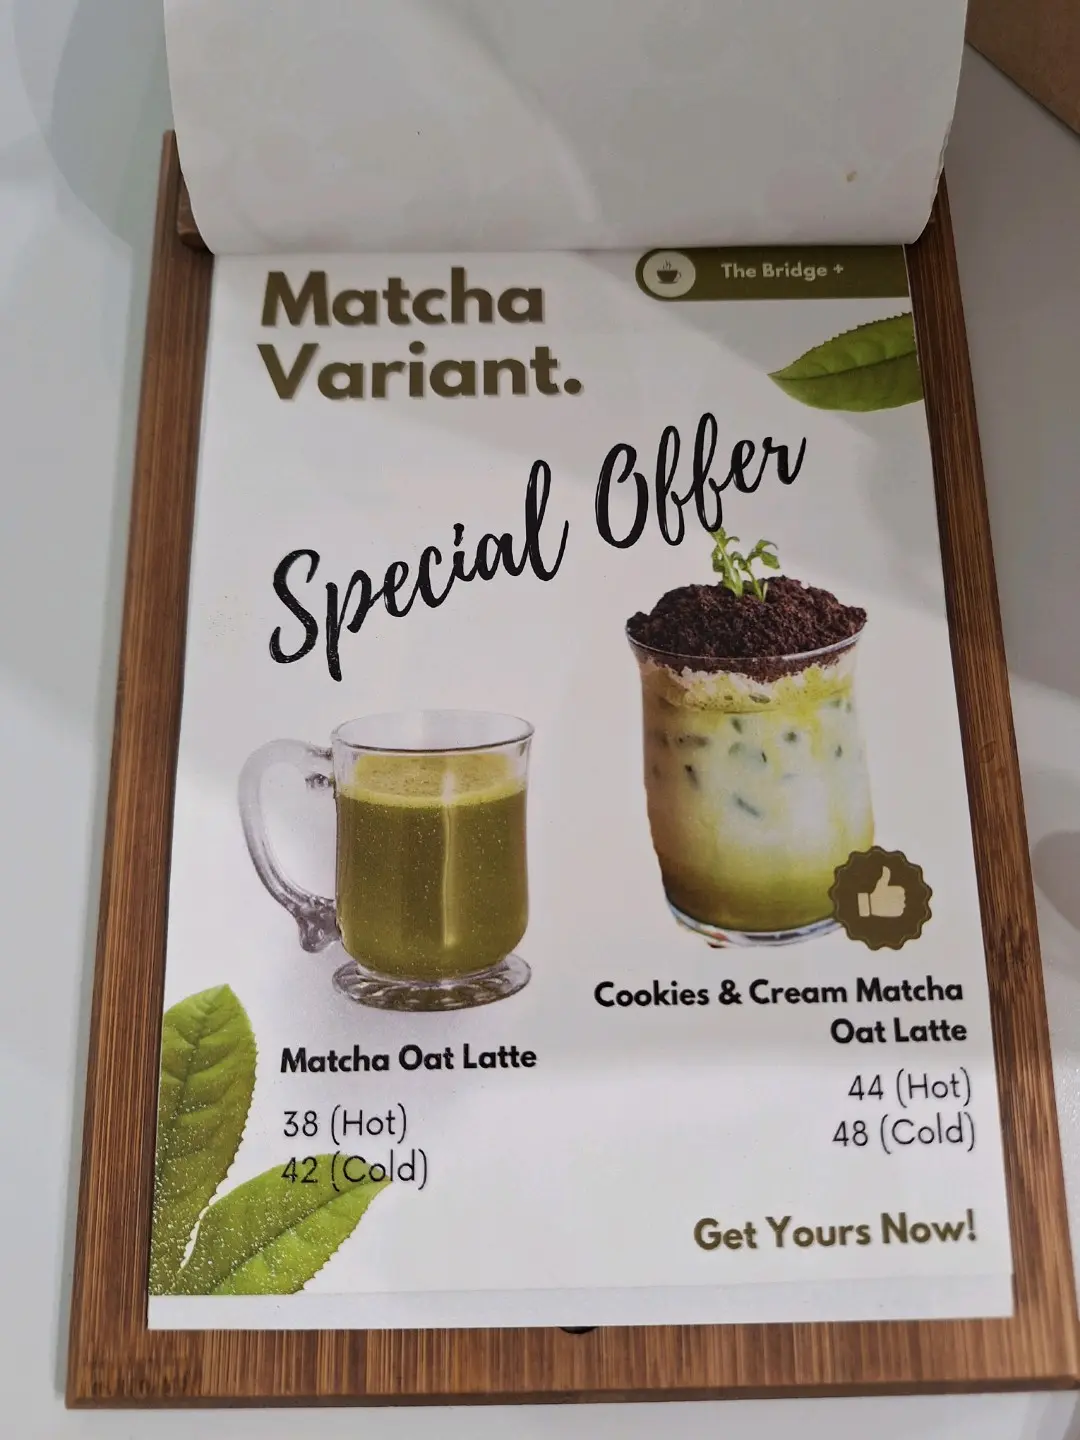 The Bridge +
Matcha
Variant.
Special Offer
Matcha Oat Latte
38 (Hot)
42 (Cold)
Cookies & Cream Matcha
Oat Latte
44 (Hot)
48 (Cold)
Get Yours Now!